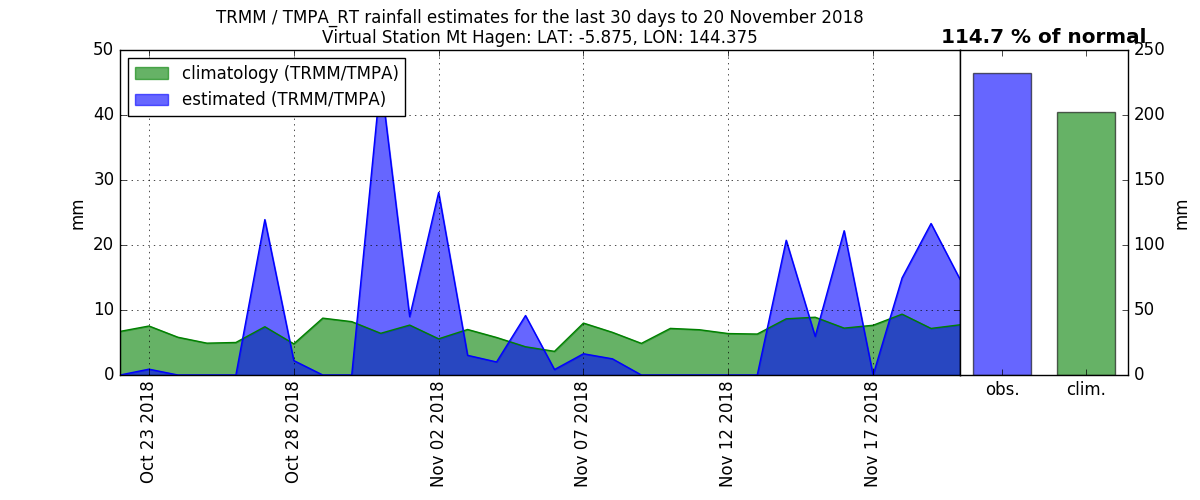 TRMM / TMPA_RT rainfall estimates for the last 30 days to 20 November 2018
Virtual Station Mt Hagen: LAT: -5.875, LON: 144.375
114.7 % of normal
climatology (TRMM/TMPA)
estimated (TRMM/TMPA)
50
40
30
20
10
0
mm
250
200
150
100
50
0
mm
obs.
clim.
Oct 23 2018
Oct 28 2018
Nov 02 2018
Nov 07 2018
Nov 12 2018
Nov 17 2018